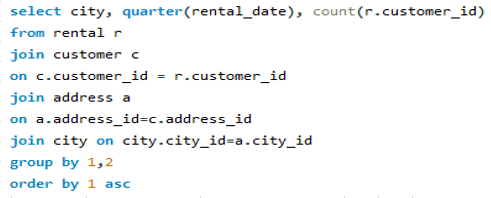 select city, quarter(rental_date), count(r.customer_id)
from rental r
join customer c
on c.customer_id = r.customer_id
join address a
on a.address_id=c.address_id
join city on city.city_id=a.city_id
group by 1,2
order by 1 asc